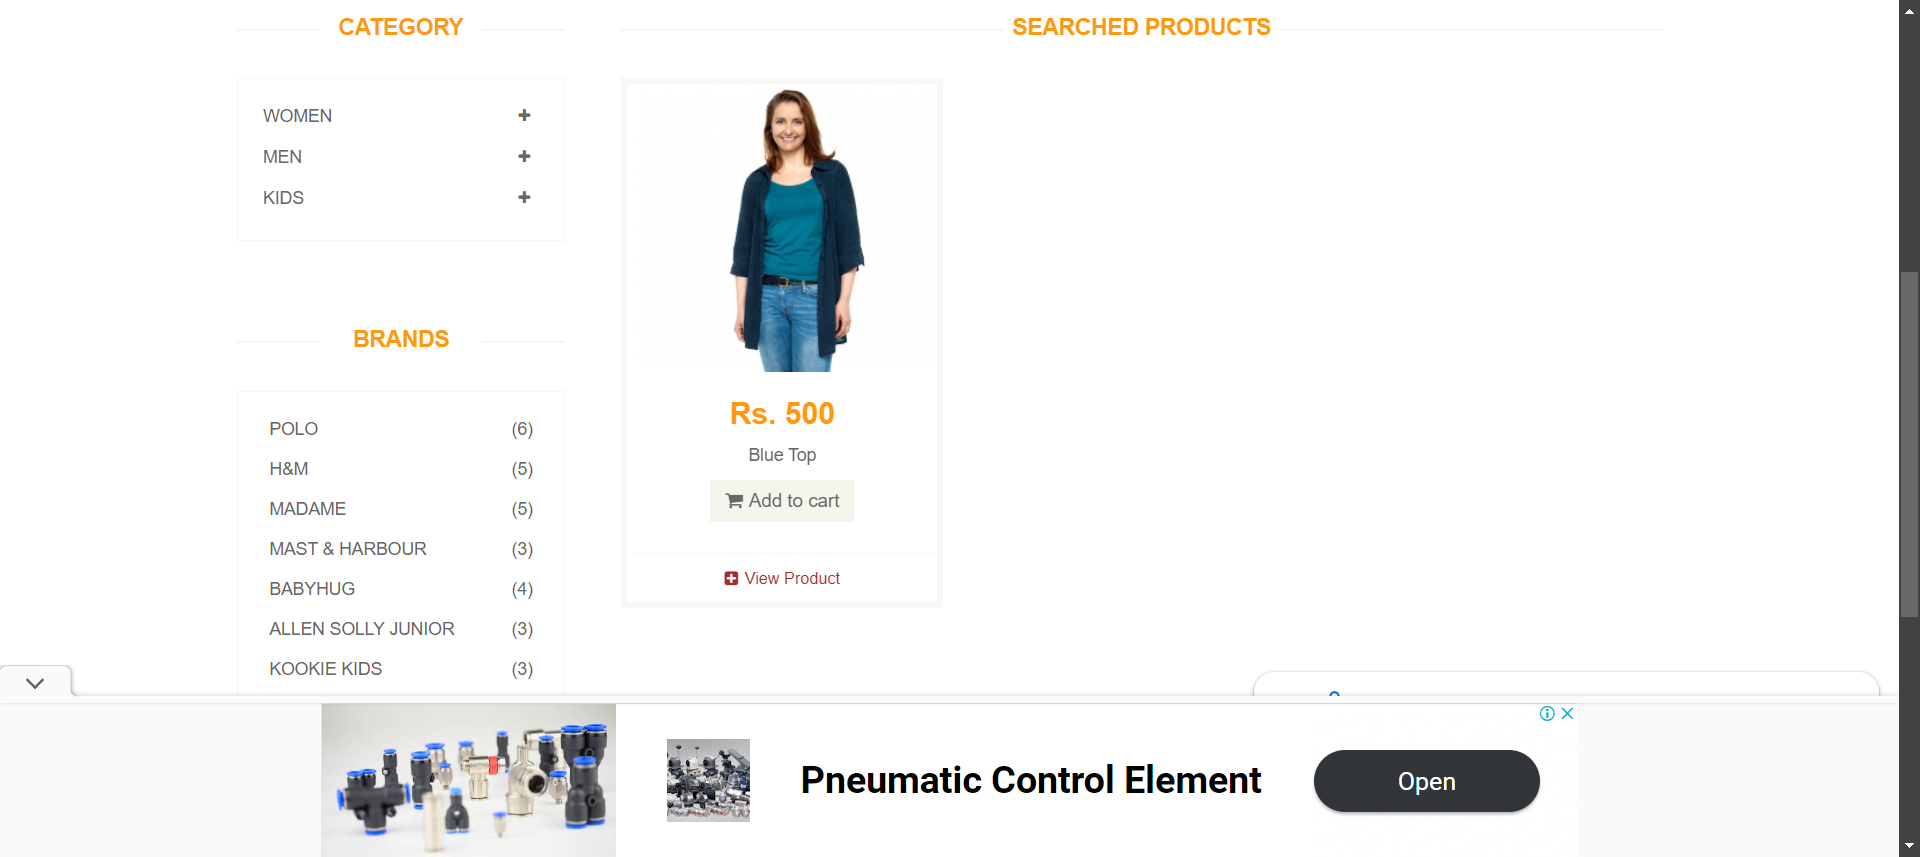 CATEGORY
WOMEN
MEN
KIDS
BRANDS
POLO (6)
H&M (5)
MADAME (5)
MAST & HARBOUR (3)
BABYHUG (4)
ALLEN SOLLY JUNIOR (3)
KOOKIE KIDS (3)
SEARCHED PRODUCTS
Rs. 500
Blue Top
Add to cart
View Product
Pneumatic Control Element
Open